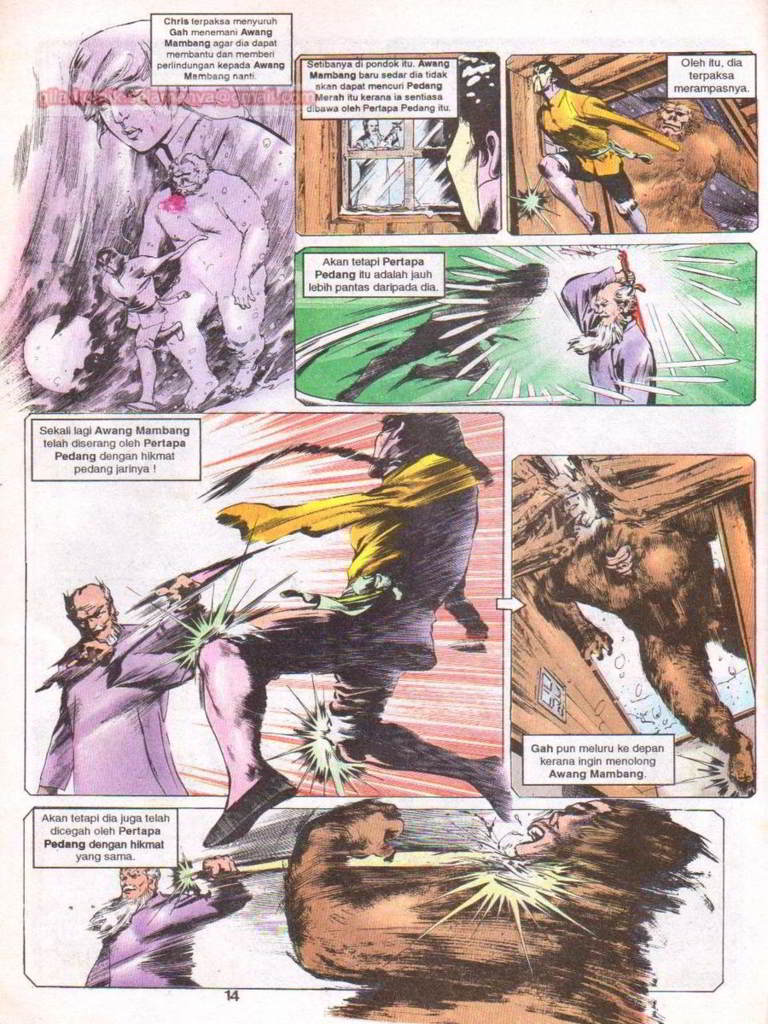 Chris terpaksa menyuruh
Gah menemani Awang
Mambang agar dia dapat
membantu dan memberi
perlindungan kepada Awang
Mambang nanti.
Setibanya di pondok itu. Awang
Mambang baru sedar dia tidak
akan dapat mencuri Pedang
Merah itu kerana ia sentiasa
dibawa oleh Pertapa Pedang itu.
Oleh itu, dia
terpaksa
merampasnya.
Akan tetapi Pertapa
Pedang itu adalah jauh
lebih pantas daripada dia.
Sekali lagi Awang Mambang
telah diserang oleh Pertapa
Pedang dengan hikmat
pedang jarinya !
Gah pun meluru ke depan
kerana ingin menolong
Awang Mambang.
Akan tetapi dia juga telah
dicegah oleh Pertapa
Pedang dengan hikmat
yang sama.
14